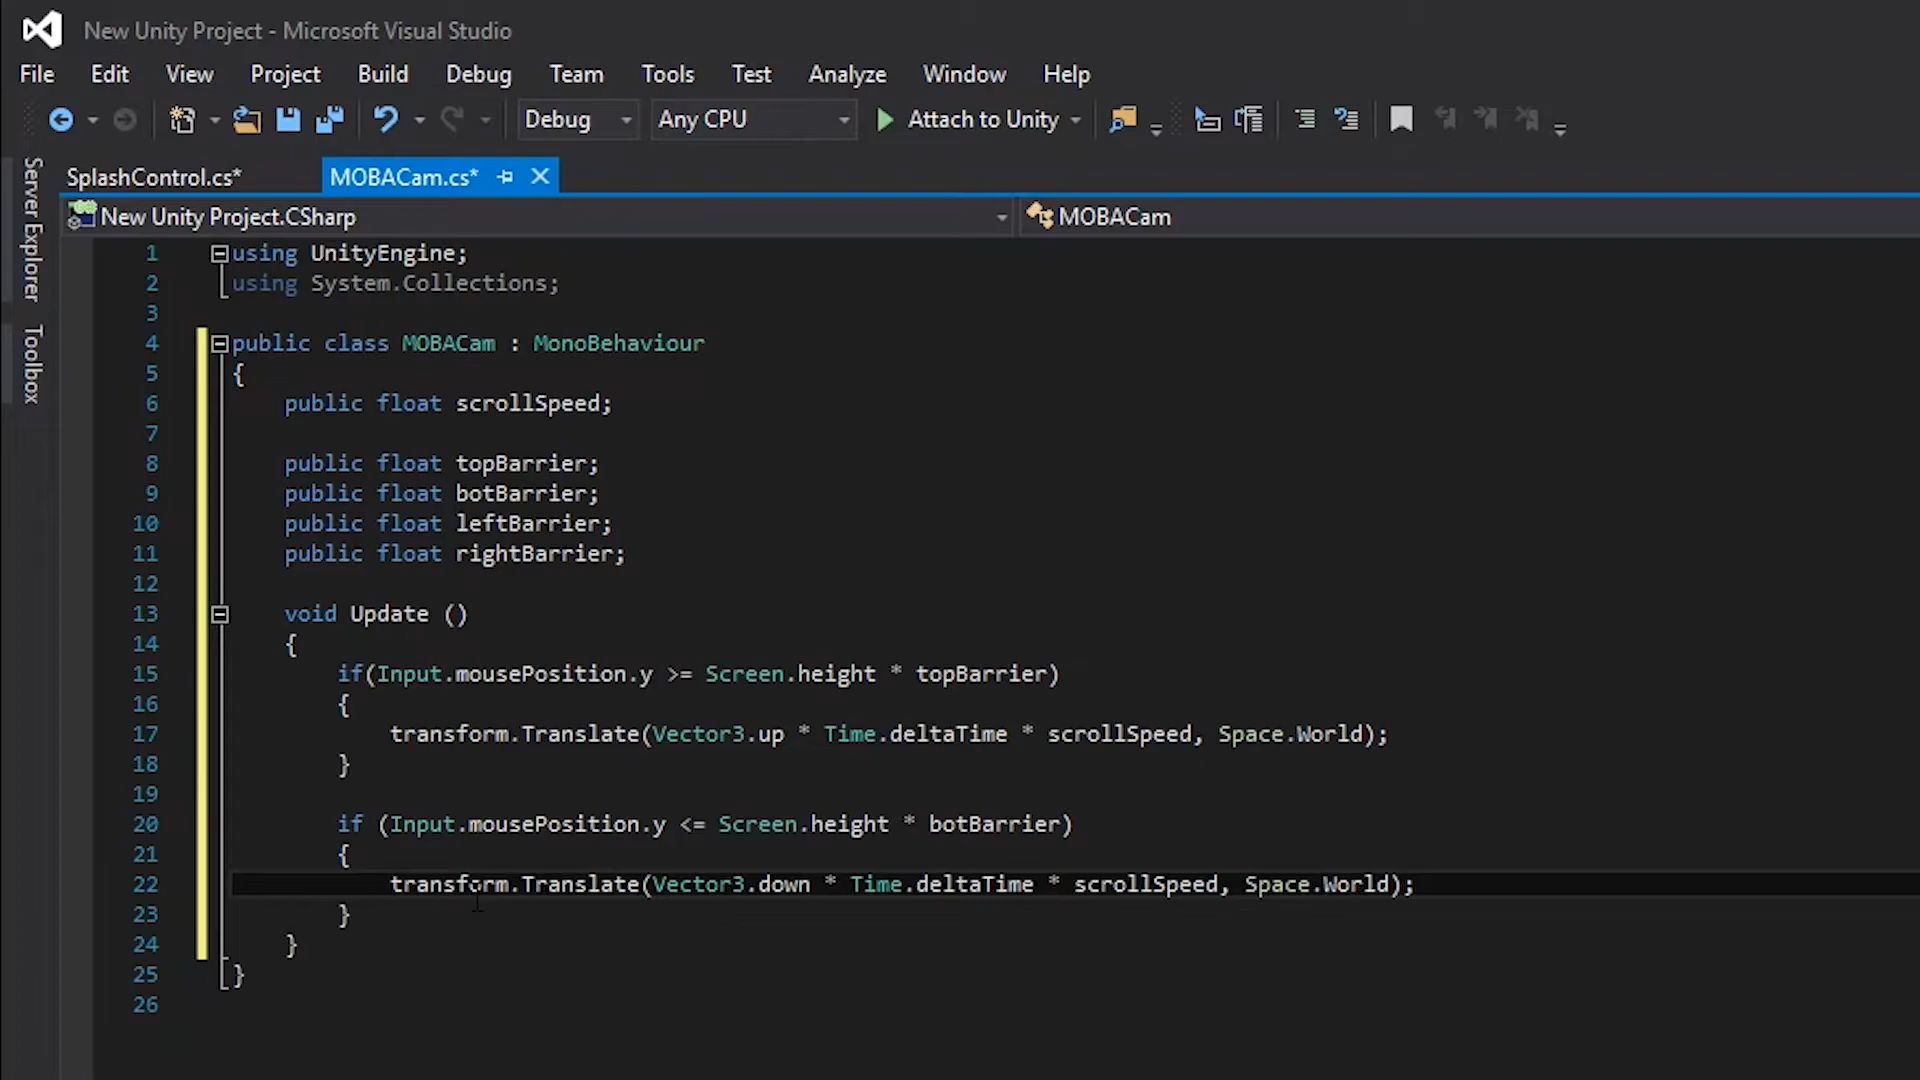 New Unity Project - Microsoft Visual Studio
File Edit View Project Build Debug Team Tools Test Analyze Window Help
Debug Any CPU Attach to Unity
Server Explorer
Toolbox
SplashControl.cs* MOBACam.cs*
New Unity Project.CSharp MOBACam
1 using UnityEngine;
2 using System.Collections;
3
4 public class MOBACam : MonoBehaviour
5 {
6 public float scrollSpeed;
7
8 public float topBarrier;
9 public float botBarrier;
10 public float leftBarrier;
11 public float rightBarrier;
12
13 void Update ()
14 {
15 if(Input.mousePosition.y >= Screen.height * topBarrier)
16 {
17 transform.Translate(Vector3.up * Time.deltaTime * scrollSpeed, Space.World);
18 }
19
20 if (Input.mousePosition.y <= Screen.height * botBarrier)
21 {
22 transform.Translate(Vector3.down * Time.deltaTime * scrollSpeed, Space.World);
23 }
24 }
25 }
26